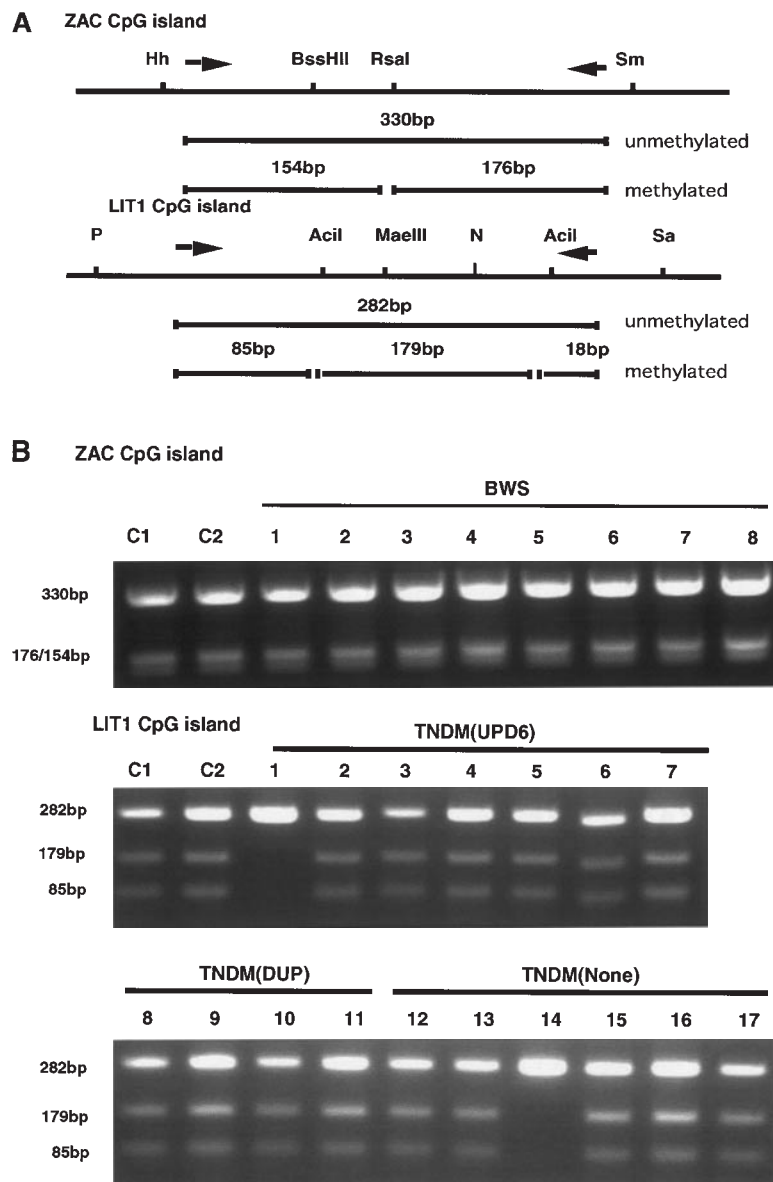 A ZAC CpG island
Hh BssHII RsaI Sm
330bp
unmethylated
154bp 176bp
methylated
LIT1 CpG island
P AciI MaeIII N AciI Sa
282bp
unmethylated
85bp 179bp 18bp
methylated
B ZAC CpG island
BWS
C1 C2 1 2 3 4 5 6 7 8
330bp
176/154bp
LIT1 CpG island
TNDM(UPD6)
C1 C2 1 2 3 4 5 6 7
282bp
179bp
85bp
TNDM(DUP) TNDM(None)
8 9 10 11 12 13 14 15 16 17
282bp
179bp
85bp